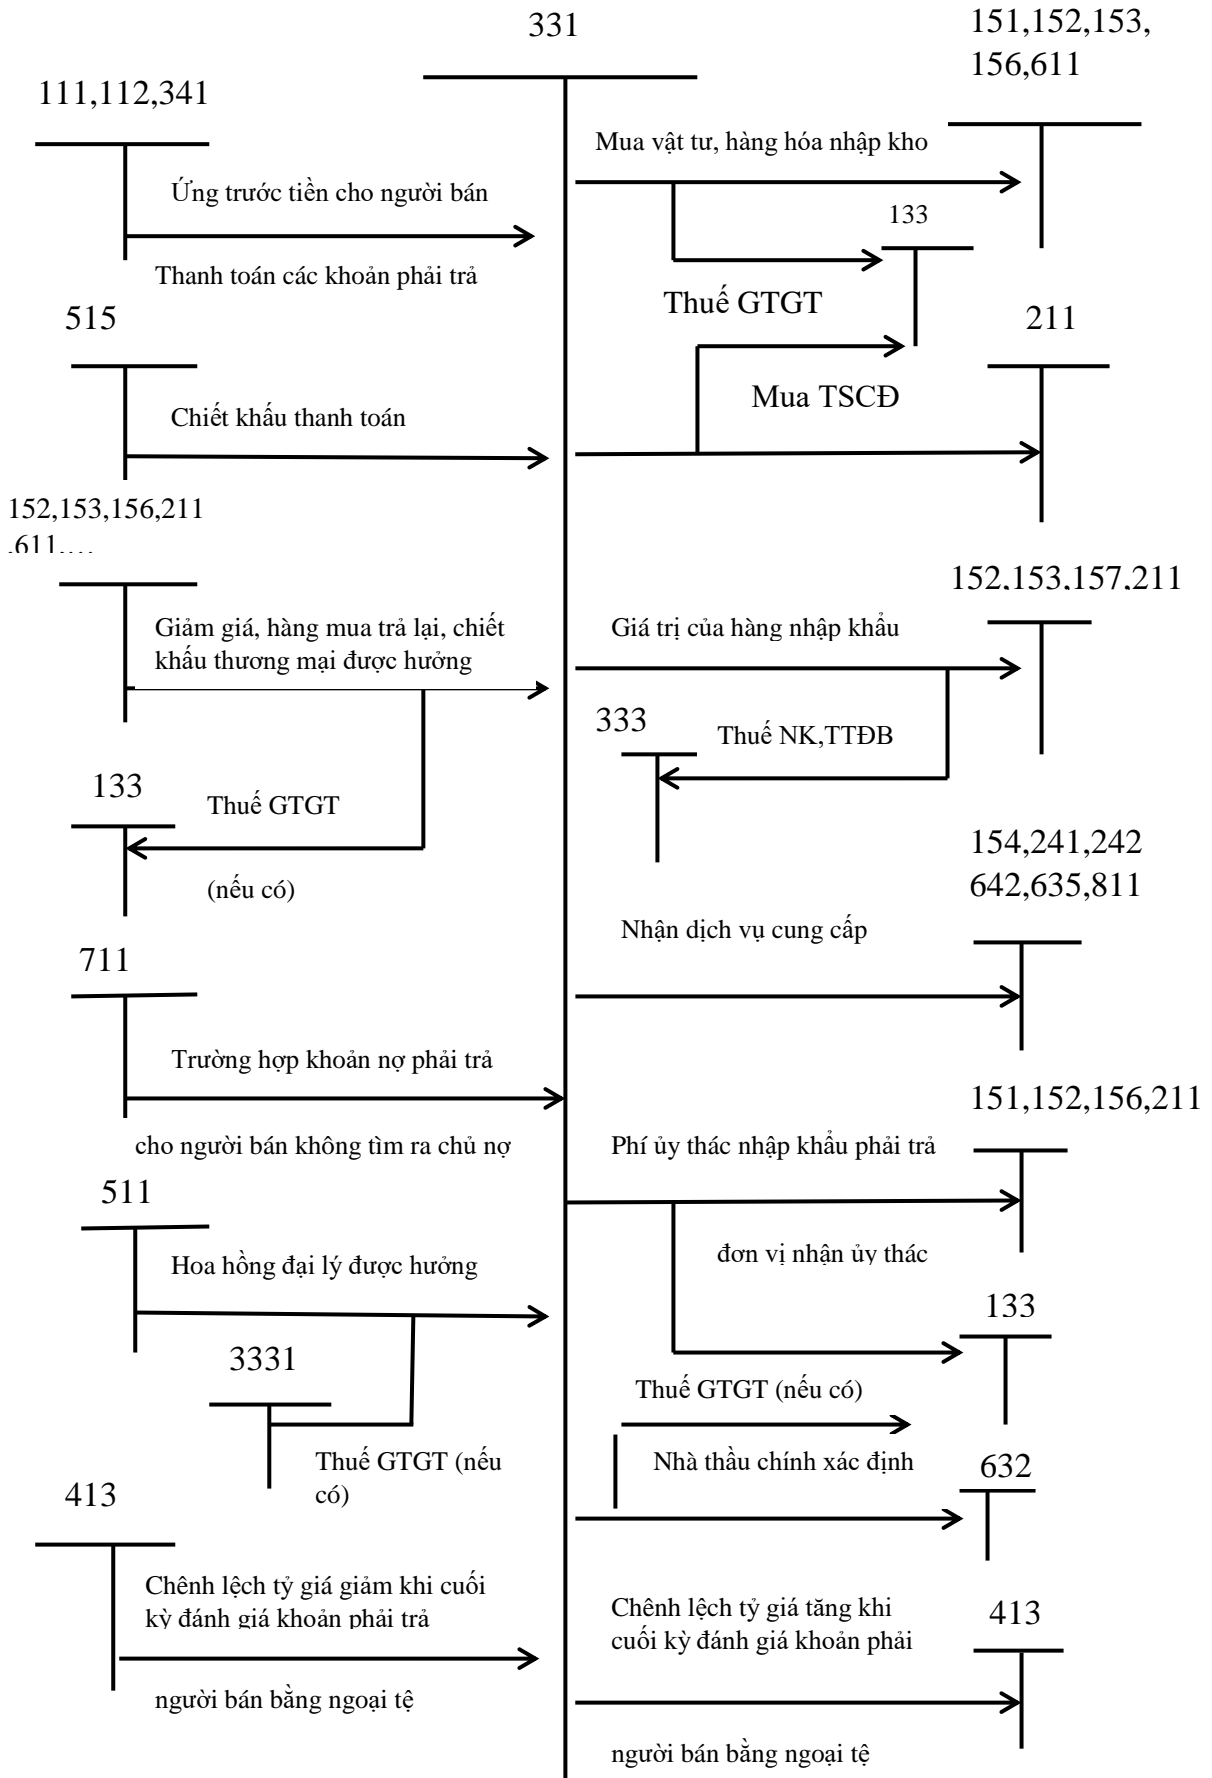 331
151,152,153,
156,611
111,112,341
Mua vật tư, hàng hóa nhập kho
Ứng trước tiền cho người bán
133
Thanh toán các khoản phải trả
Thuế GTGT
515
211
Mua TSCĐ
Chiết khấu thanh toán
152,153,156,211
,611,...
152,153,157,211
Giảm giá, hàng mua trả lại, chiết
khấu thương mại được hưởng
Giá trị của hàng nhập khẩu
333
Thuế NK,TTĐB
133
Thuế GTGT
(nếu có)
154,241,242
642,635,811
Nhận dịch vụ cung cấp
711
Trường hợp khoản nợ phải trả
cho người bán không tìm ra chủ nợ
151,152,156,211
Phí ủy thác nhập khẩu phải trả
511
Hoa hồng đại lý được hưởng
đơn vị nhận ủy thác
133
3331
Thuế GTGT (nếu có)
Thuế GTGT (nếu
có)
Nhà thầu chính xác định
632
413
Chênh lệch tỷ giá giảm khi cuối
kỳ đánh giá khoản phải trả
người bán bằng ngoại tệ
Chênh lệch tỷ giá tăng khi
cuối kỳ đánh giá khoản phải
413
người bán bằng ngoại tệ